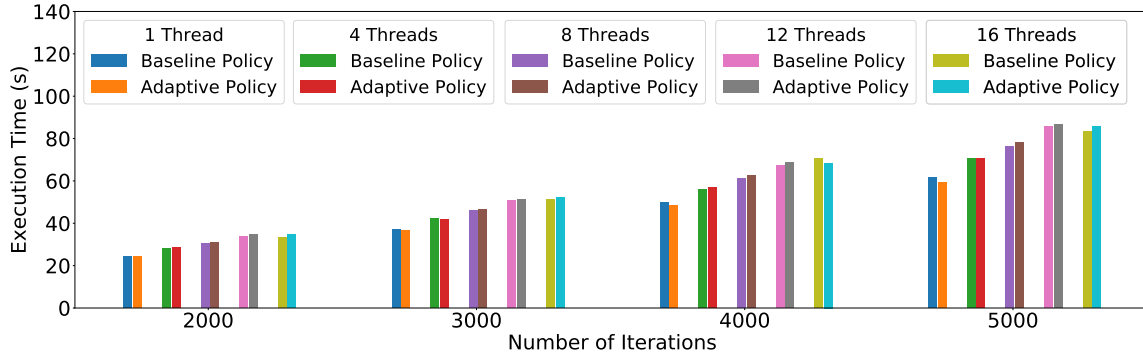 140
120
100
80
60
40
20
0
Execution Time (s)
1 Thread
Baseline Policy
Adaptive Policy
4 Threads
Baseline Policy
Adaptive Policy
8 Threads
Baseline Policy
Adaptive Policy
12 Threads
Baseline Policy
Adaptive Policy
16 Threads
Baseline Policy
Adaptive Policy
2000
3000
4000
5000
Number of Iterations